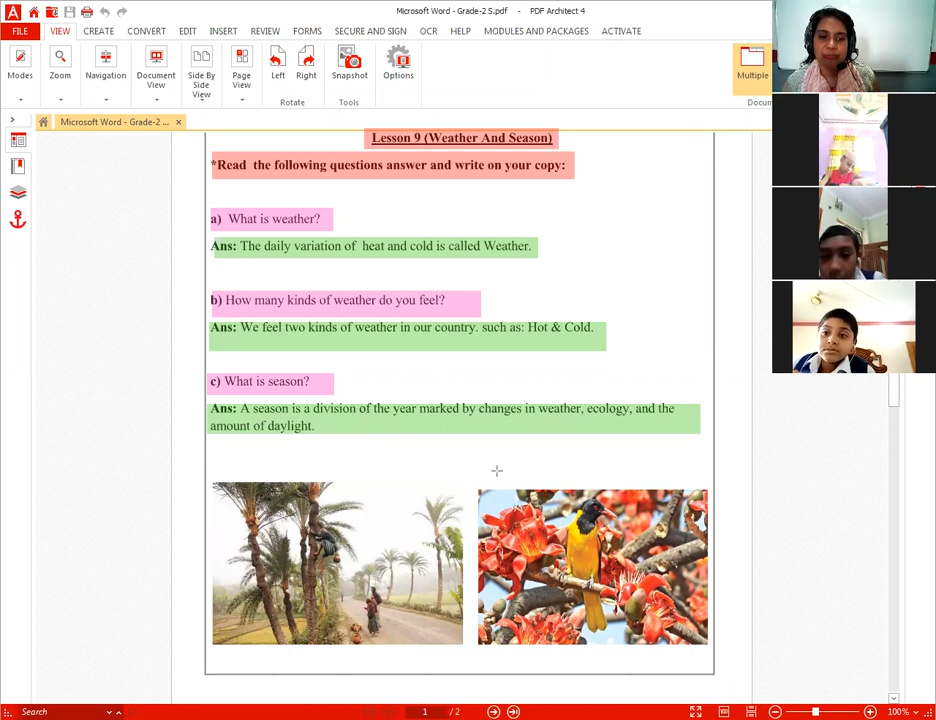 Microsoft Word - Grade-2 S.pdf - PDF Architect 4
FILE VIEW CREATE CONVERT EDIT INSERT REVIEW FORMS SECURE AND SIGN OCR HELP MODULES AND PACKAGES ACTIVATE
Modes Zoom Navigation Document View Side By Side View Page View Left Right Snapshot Options Multiple
Rotate Tools Docum
Microsoft Word - Grade-2 ... ×
Lesson 9 (Weather And Season)
*Read the following questions answer and write on your copy:
a) What is weather?
Ans: The daily variation of heat and cold is called Weather.
b) How many kinds of weather do you feel?
Ans: We feel two kinds of weather in our country. such as: Hot & Cold.
c) What is season?
Ans: A season is a division of the year marked by changes in weather, ecology, and the
amount of daylight.
Search 1 / 2 100%